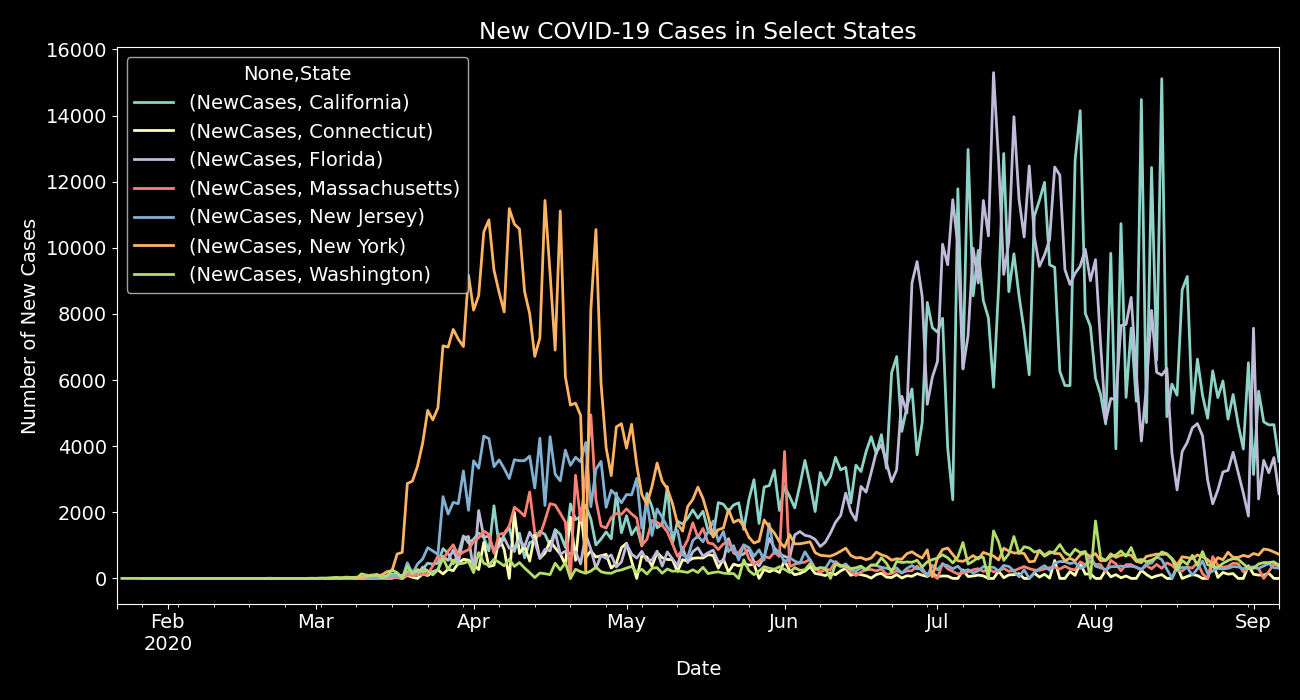 New COVID-19 Cases in Select States
16000
14000
12000
10000
8000
6000
4000
2000
0
Number of New Cases
None,State
(NewCases, California)
(NewCases, Connecticut)
(NewCases, Florida)
(NewCases, Massachusetts)
(NewCases, New Jersey)
(NewCases, New York)
(NewCases, Washington)
Feb Mar Apr May Jun Jul Aug Sep
2020
Date